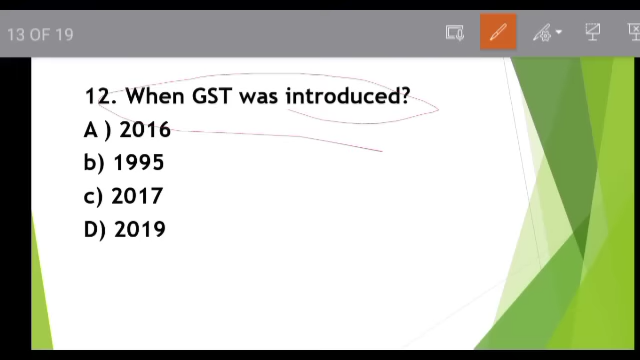 13 OF 19
12. When GST was introduced?
A ) 2016
b) 1995
c) 2017
D) 2019